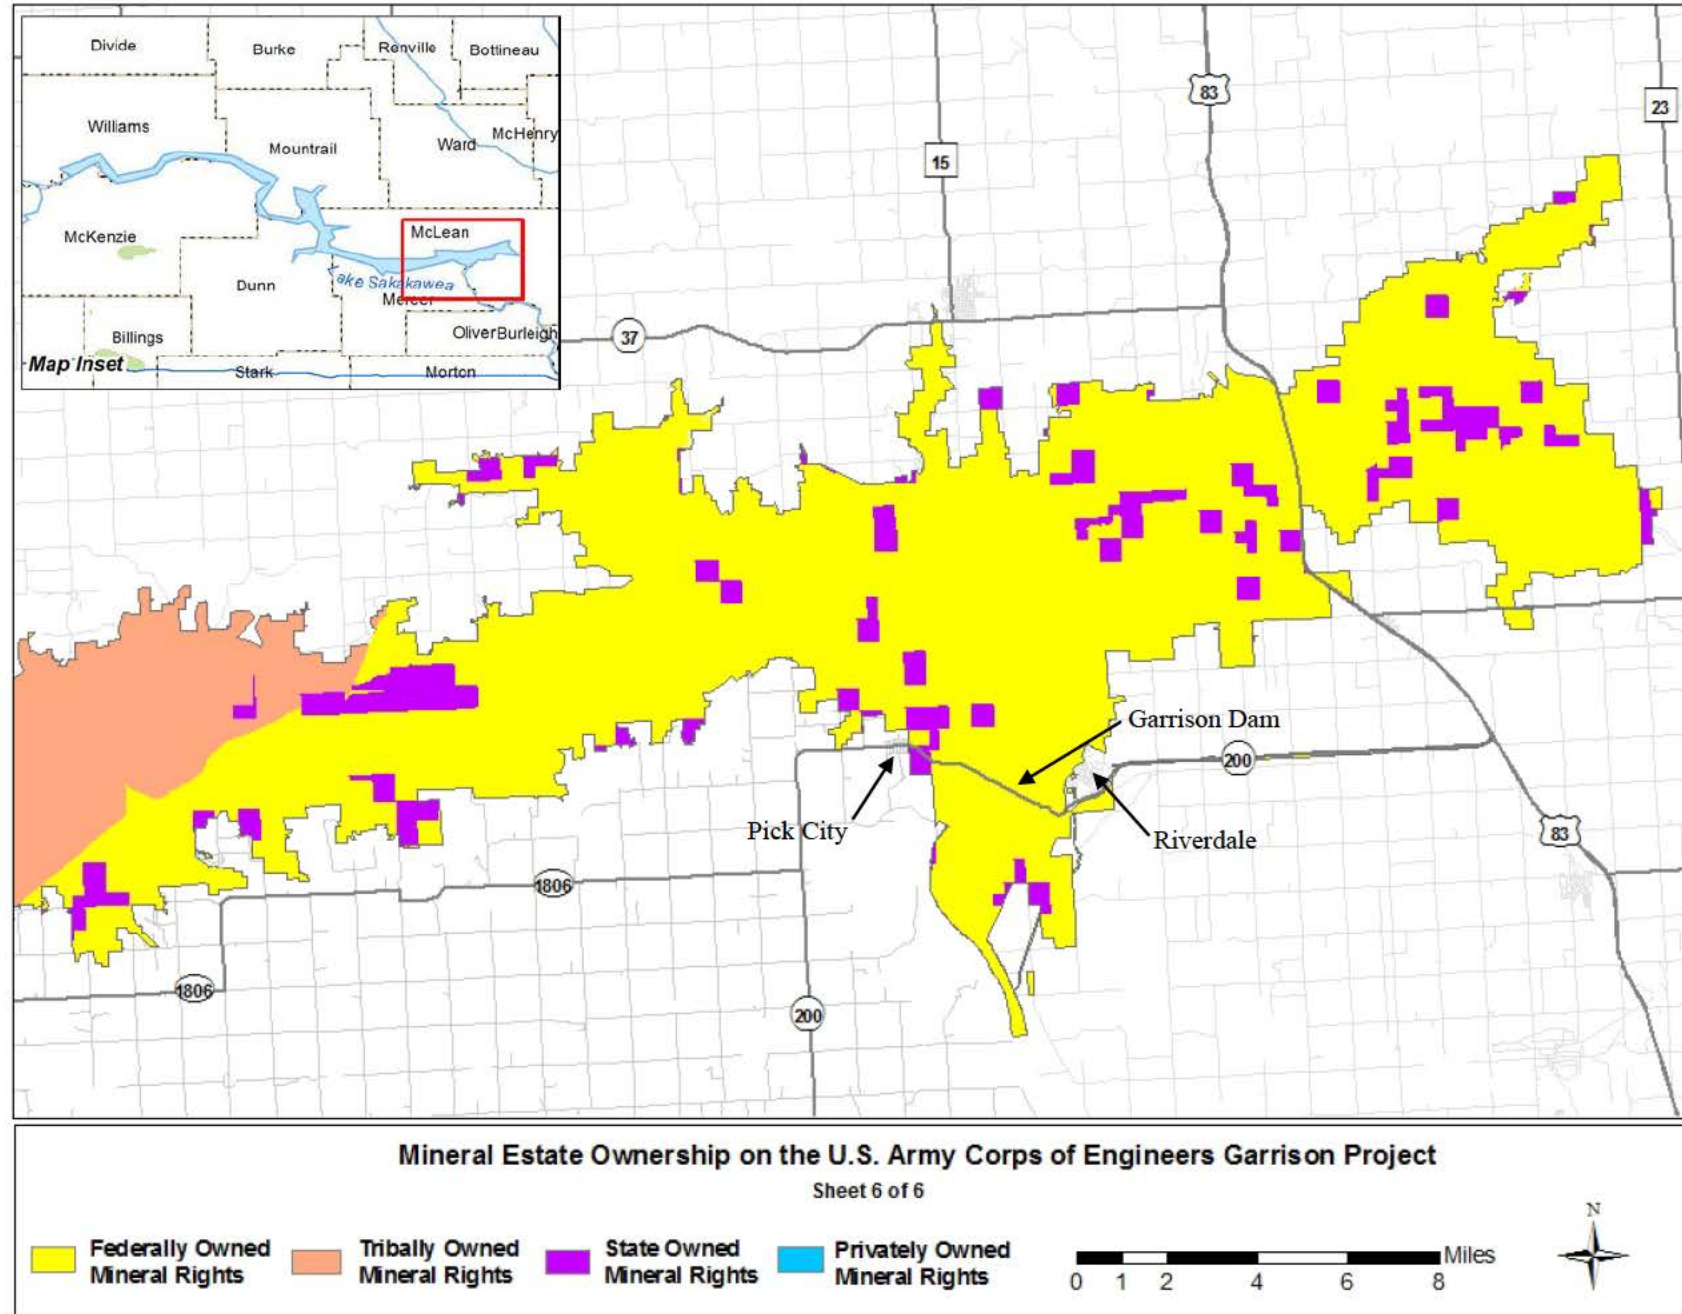 Divide
Burke
Renville
Bottineau
Williams
Mountrail
Ward
McHenry
McKenzie
McLean
Dunn
Lake Sakakawea
Mercer
Billings
Oliver
Burleigh
Map Inset
Stark
Morton
83
23
15
37
Garrison Dam
200
Pick City
Riverdale
83
1806
1806
200
Mineral Estate Ownership on the U.S. Army Corps of Engineers Garrison Project
Sheet 6 of 6
Federally Owned
Mineral Rights
Tribally Owned
Mineral Rights
State Owned
Mineral Rights
Privately Owned
Mineral Rights
Miles
0 1 2 4 6 8
N